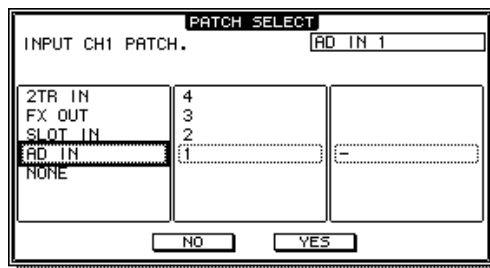 PATCH SELECT
INPUT CH1 PATCH.
AD IN 1
2TR IN
FX OUT
SLOT IN
AD IN
NONE
4
3
2
1
-
NO
YES